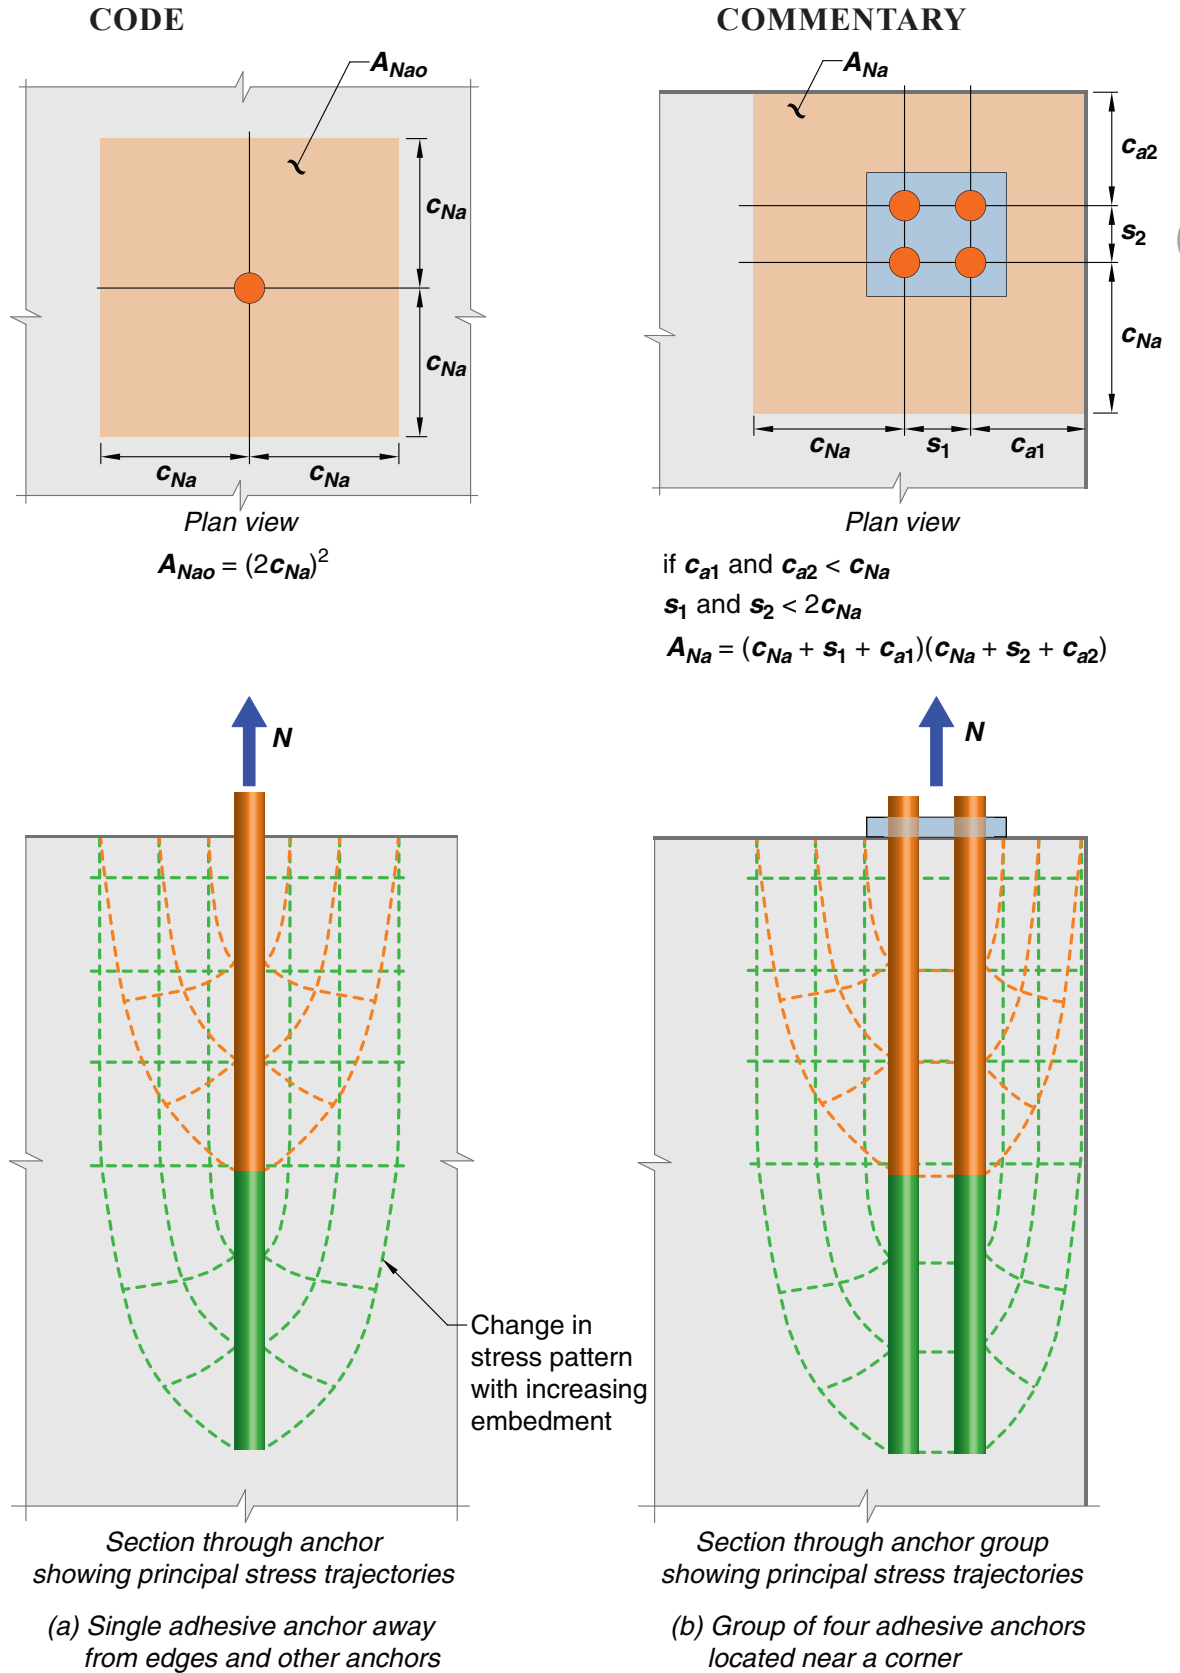 CODE
COMMENTARY
A_Nao
c_Na
c_Na
c_Na
c_Na
Plan view
A_Nao = (2c_Na)²
A_Na
c_a2
s_2
c_Na
c_Na
s_1
c_a1
Plan view
if c_a1 and c_a2 < c_Na
s_1 and s_2 < 2c_Na
A_Na = (c_Na + s_1 + c_a1)(c_Na + s_2 + c_a2)
N
Change in
stress pattern
with increasing
embedment
Section through anchor
showing principal stress trajectories
(a) Single adhesive anchor away
from edges and other anchors
N
Section through anchor group
showing principal stress trajectories
(b) Group of four adhesive anchors
located near a corner